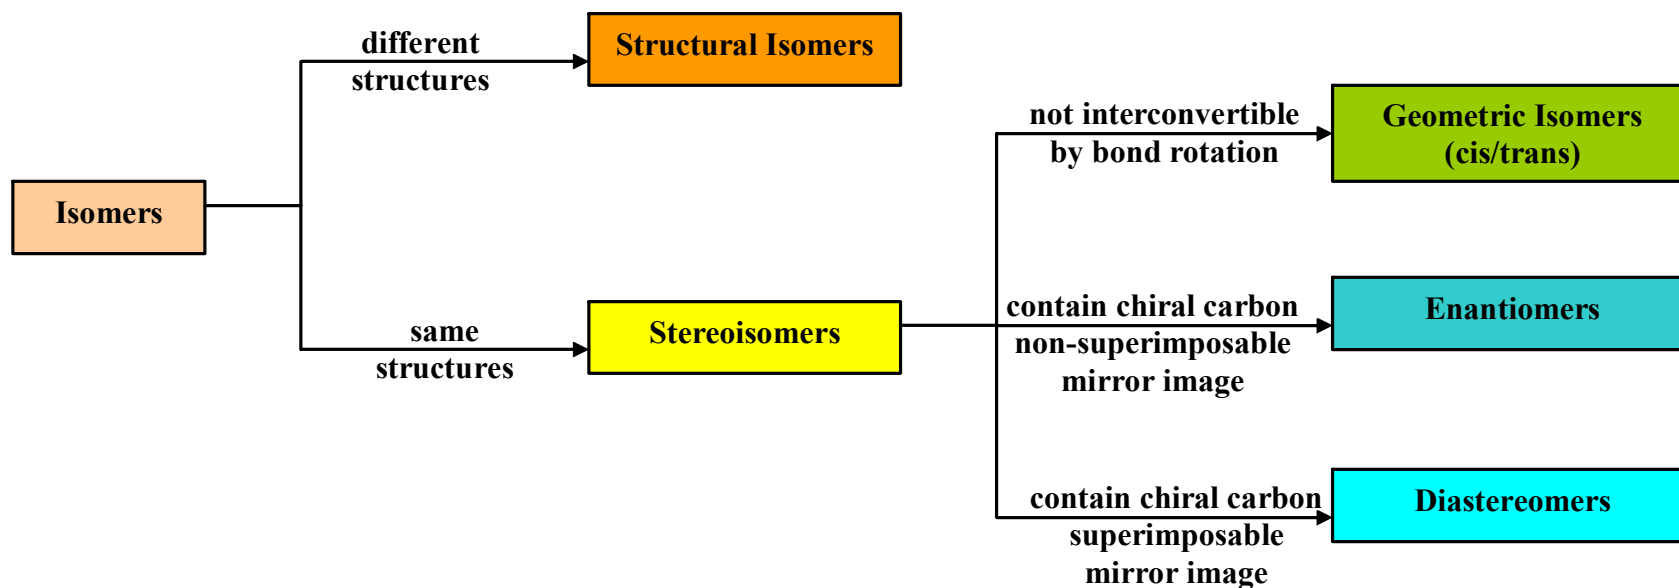 different
structures
Structural Isomers
Isomers
same
structures
Stereoisomers
not interconvertible
by bond rotation
Geometric Isomers
(cis/trans)
contain chiral carbon
non-superimposable
mirror image
Enantiomers
contain chiral carbon
superimposable
mirror image
Diastereomers